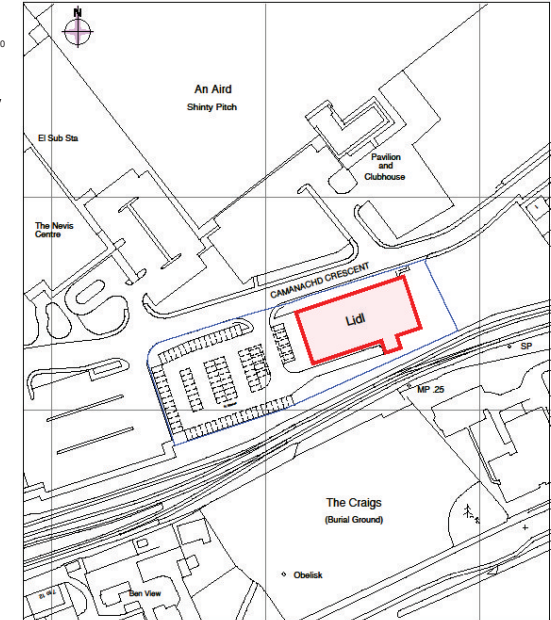 N
An Aird
Shinty Pitch
El Sub Sta
Pavilion
and
Clubhouse
The Nevis
Centre
CAMANACHD CRESCENT
Lidl
SP
MP .25
The Craigs
(Burial Ground)
Obelisk
Ben View